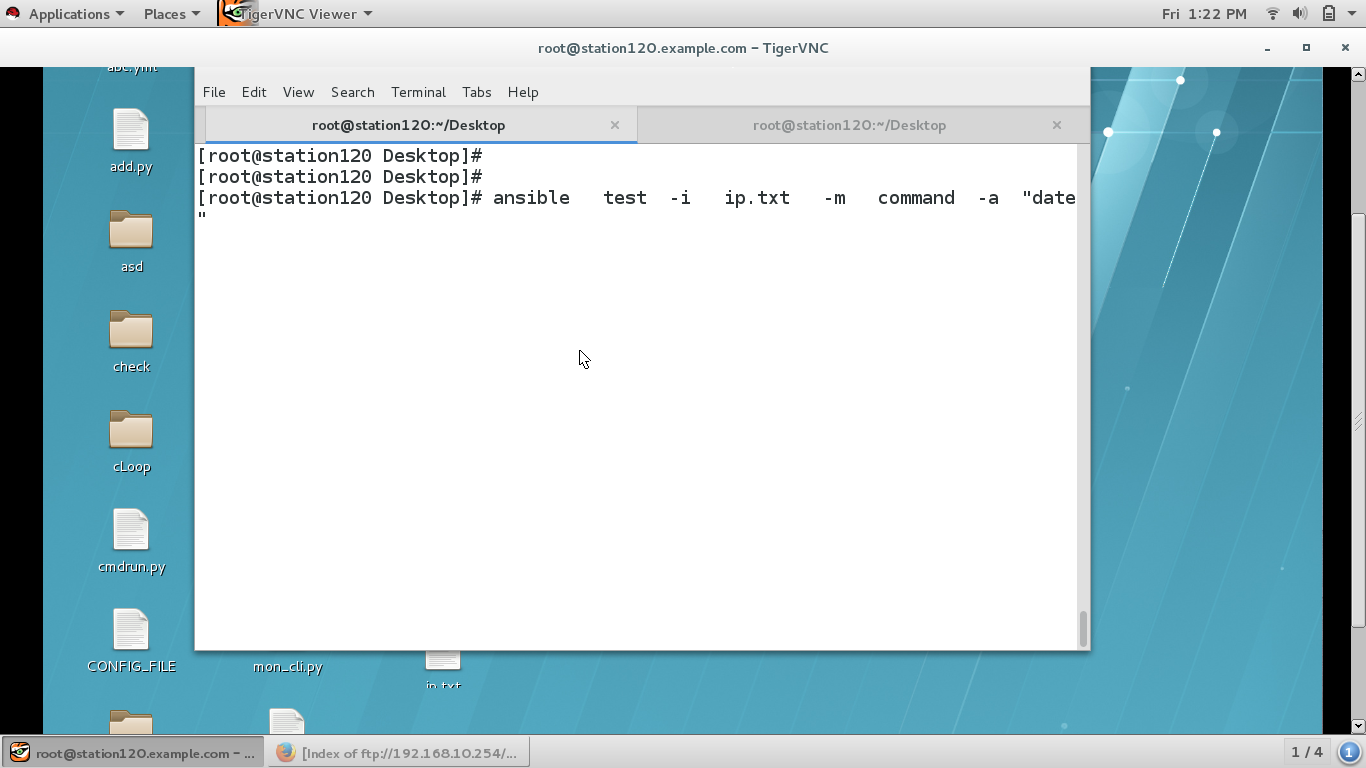 Applications Places TigerVNC Viewer Fri 1:22 PM
root@station120.example.com – TigerVNC
abc.yml
File Edit View Search Terminal Tabs Help
root@station120:~/Desktop root@station120:~/Desktop
[root@station120 Desktop]#
[root@station120 Desktop]#
[root@station120 Desktop]# ansible   test  -i   ip.txt   -m   command  -a  "date
"
add.py
asd
check
cLoop
cmdrun.py
CONFIG_FILE
mon_cli.py
ip.txt
root@station120.example.com – ... [Index of ftp://192.168.10.254/... 1 / 4 1